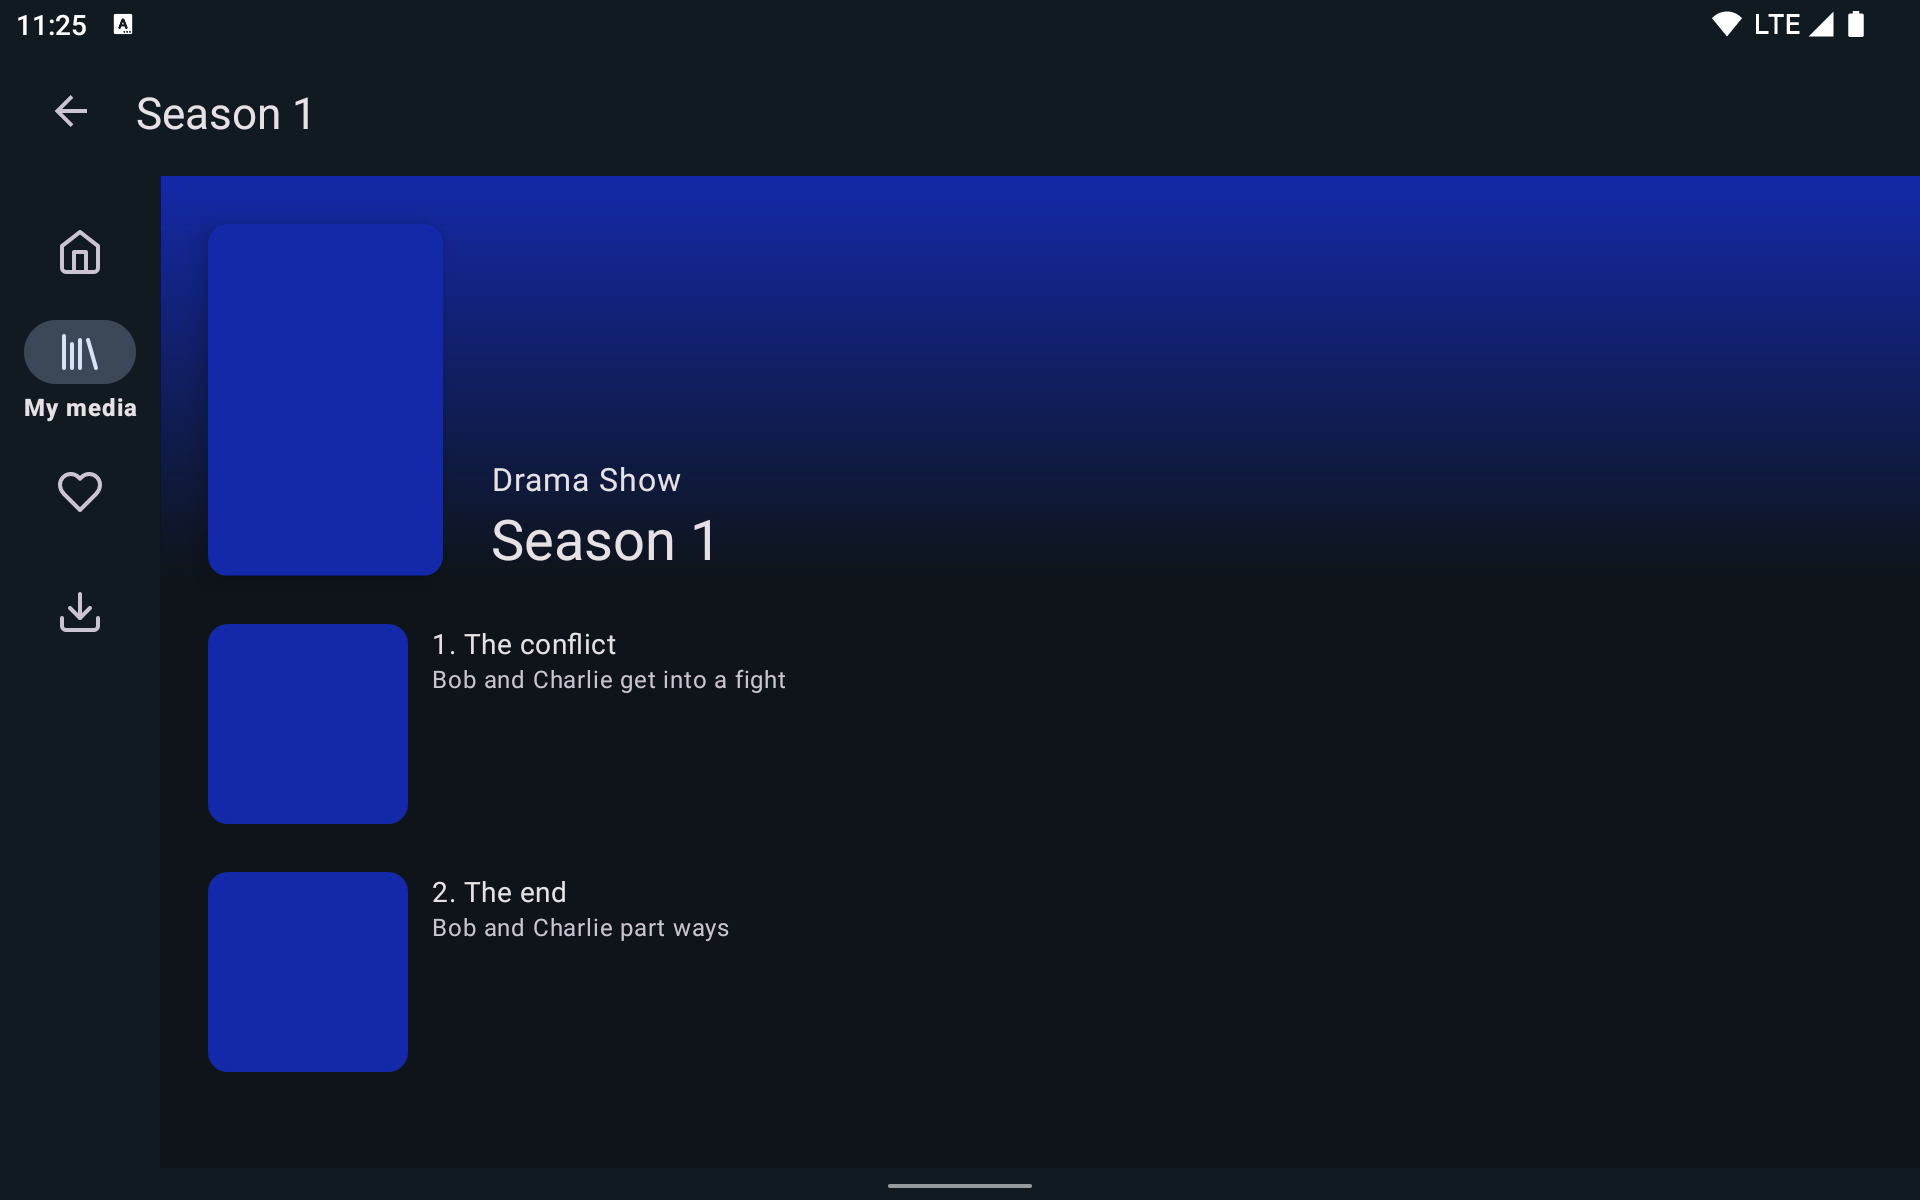 11:25
LTE
Season 1
My media
Drama Show
Season 1
1. The conflict
Bob and Charlie get into a fight
2. The end
Bob and Charlie part ways